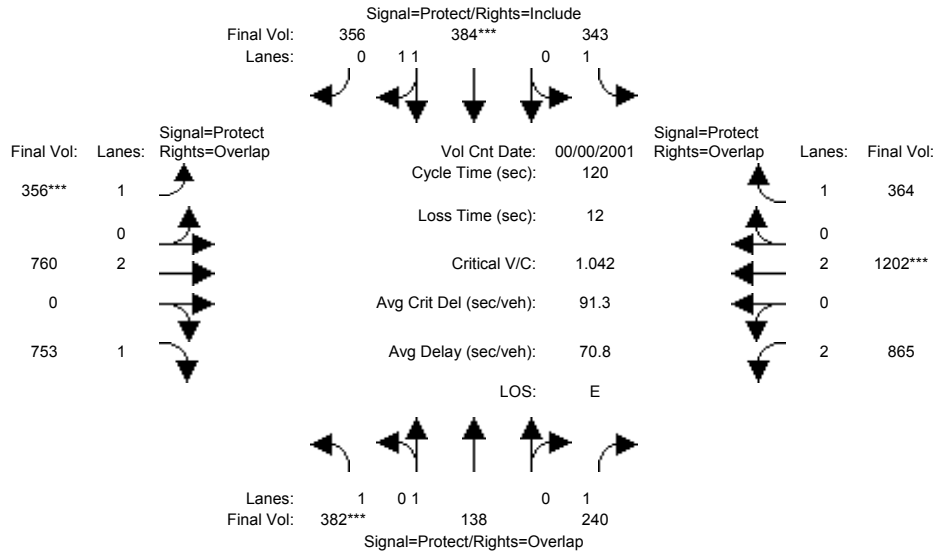 Signal=Protect/Rights=Include
Final Vol: 356 384*** 343
Lanes: 0 1 1 0 1
Signal=Protect Signal=Protect
Final Vol: Lanes: Rights=Overlap Vol Cnt Date: 00/00/2001 Rights=Overlap Lanes: Final Vol:
Cycle Time (sec): 120
356*** 1 1 364
Loss Time (sec): 12
0 0
760 2 Critical V/C: 1.042 2 1202***
0 0 Avg Crit Del (sec/veh): 91.3 0
753 1 Avg Delay (sec/veh): 70.8 2 865
LOS: E
Lanes: 1 0 1 0 1
Final Vol: 382*** 138 240
Signal=Protect/Rights=Overlap